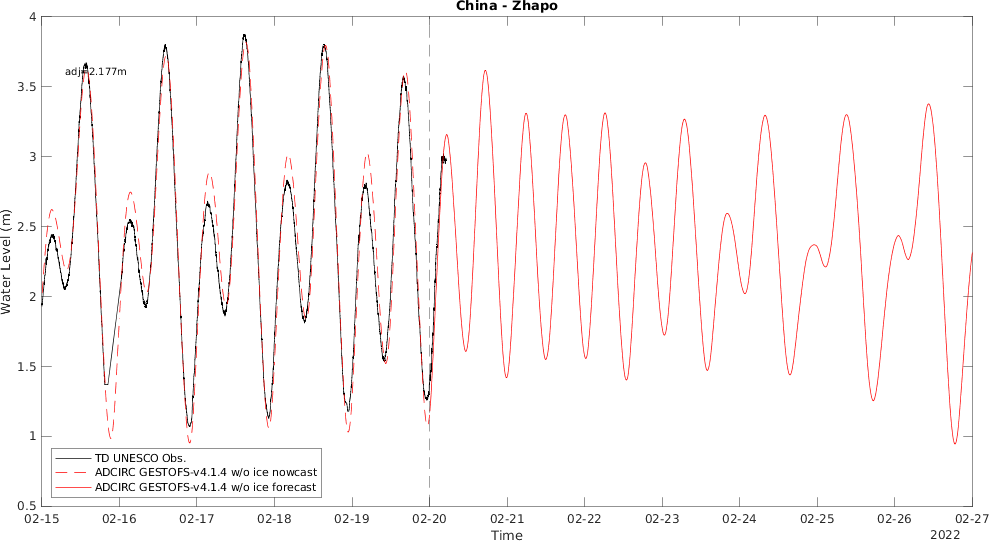 China - Zhapo
4
3.5
3
2.5
2
1.5
1
0.5
Water Level (m)
adj=2.177m
TD UNESCO Obs.
ADCIRC GESTOFS-v4.1.4 w/o ice nowcast
ADCIRC GESTOFS-v4.1.4 w/o ice forecast
02-15 02-16 02-17 02-18 02-19 02-20 02-21 02-22 02-23 02-24 02-25 02-26 02-27
Time
2022